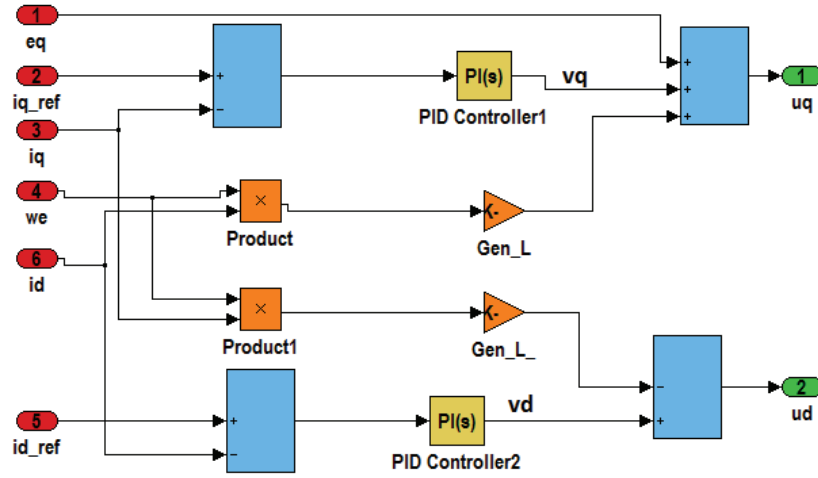 1
eq
2
iq_ref
3
iq
4
we
6
id
5
id_ref
+
−
PI(s)
PID Controller1
vq
+
+
+
1
uq
×
Product
<-
Gen_L
×
Product1
<-
Gen_L_
+
−
PI(s)
PID Controller2
vd
−
+
2
ud